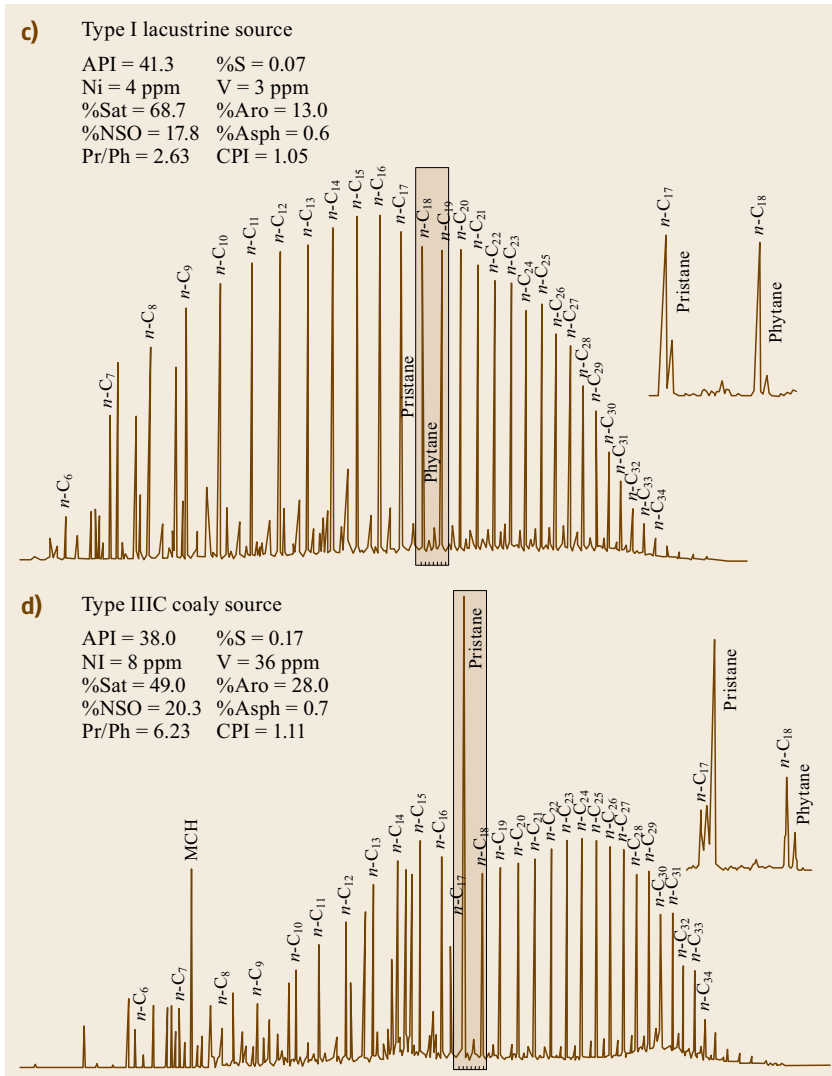 c) Type I lacustrine source
API = 41.3 %S = 0.07
Ni = 4 ppm V = 3 ppm
%Sat = 68.7 %Aro = 13.0
%NSO = 17.8 %Asph = 0.6
Pr/Ph = 2.63 CPI = 1.05
n-C6
n-C7
n-C8
n-C9
n-C10
n-C11
n-C12
n-C13
n-C14
n-C15
n-C16
n-C17
Pristane
n-C18
Phytane
n-C19
n-C20
n-C21
n-C22
n-C23
n-C24
n-C25
n-C26
n-C27
n-C28
n-C29
n-C30
n-C31
n-C32
n-C33
n-C34
n-C17
Pristane
n-C18
Phytane
d) Type IIIC coaly source
API = 38.0 %S = 0.17
NI = 8 ppm V = 36 ppm
%Sat = 49.0 %Aro = 28.0
%NSO = 20.3 %Asph = 0.7
Pr/Ph = 6.23 CPI = 1.11
n-C6
n-C7
MCH
n-C8
n-C9
n-C10
n-C11
n-C12
n-C13
n-C14
n-C15
n-C16
n-C17
Pristane
n-C18
n-C19
n-C20
n-C21
n-C22
n-C23
n-C24
n-C25
n-C26
n-C27
n-C28
n-C29
n-C30
n-C31
n-C32
n-C33
n-C34
n-C17
Pristane
n-C18
Phytane